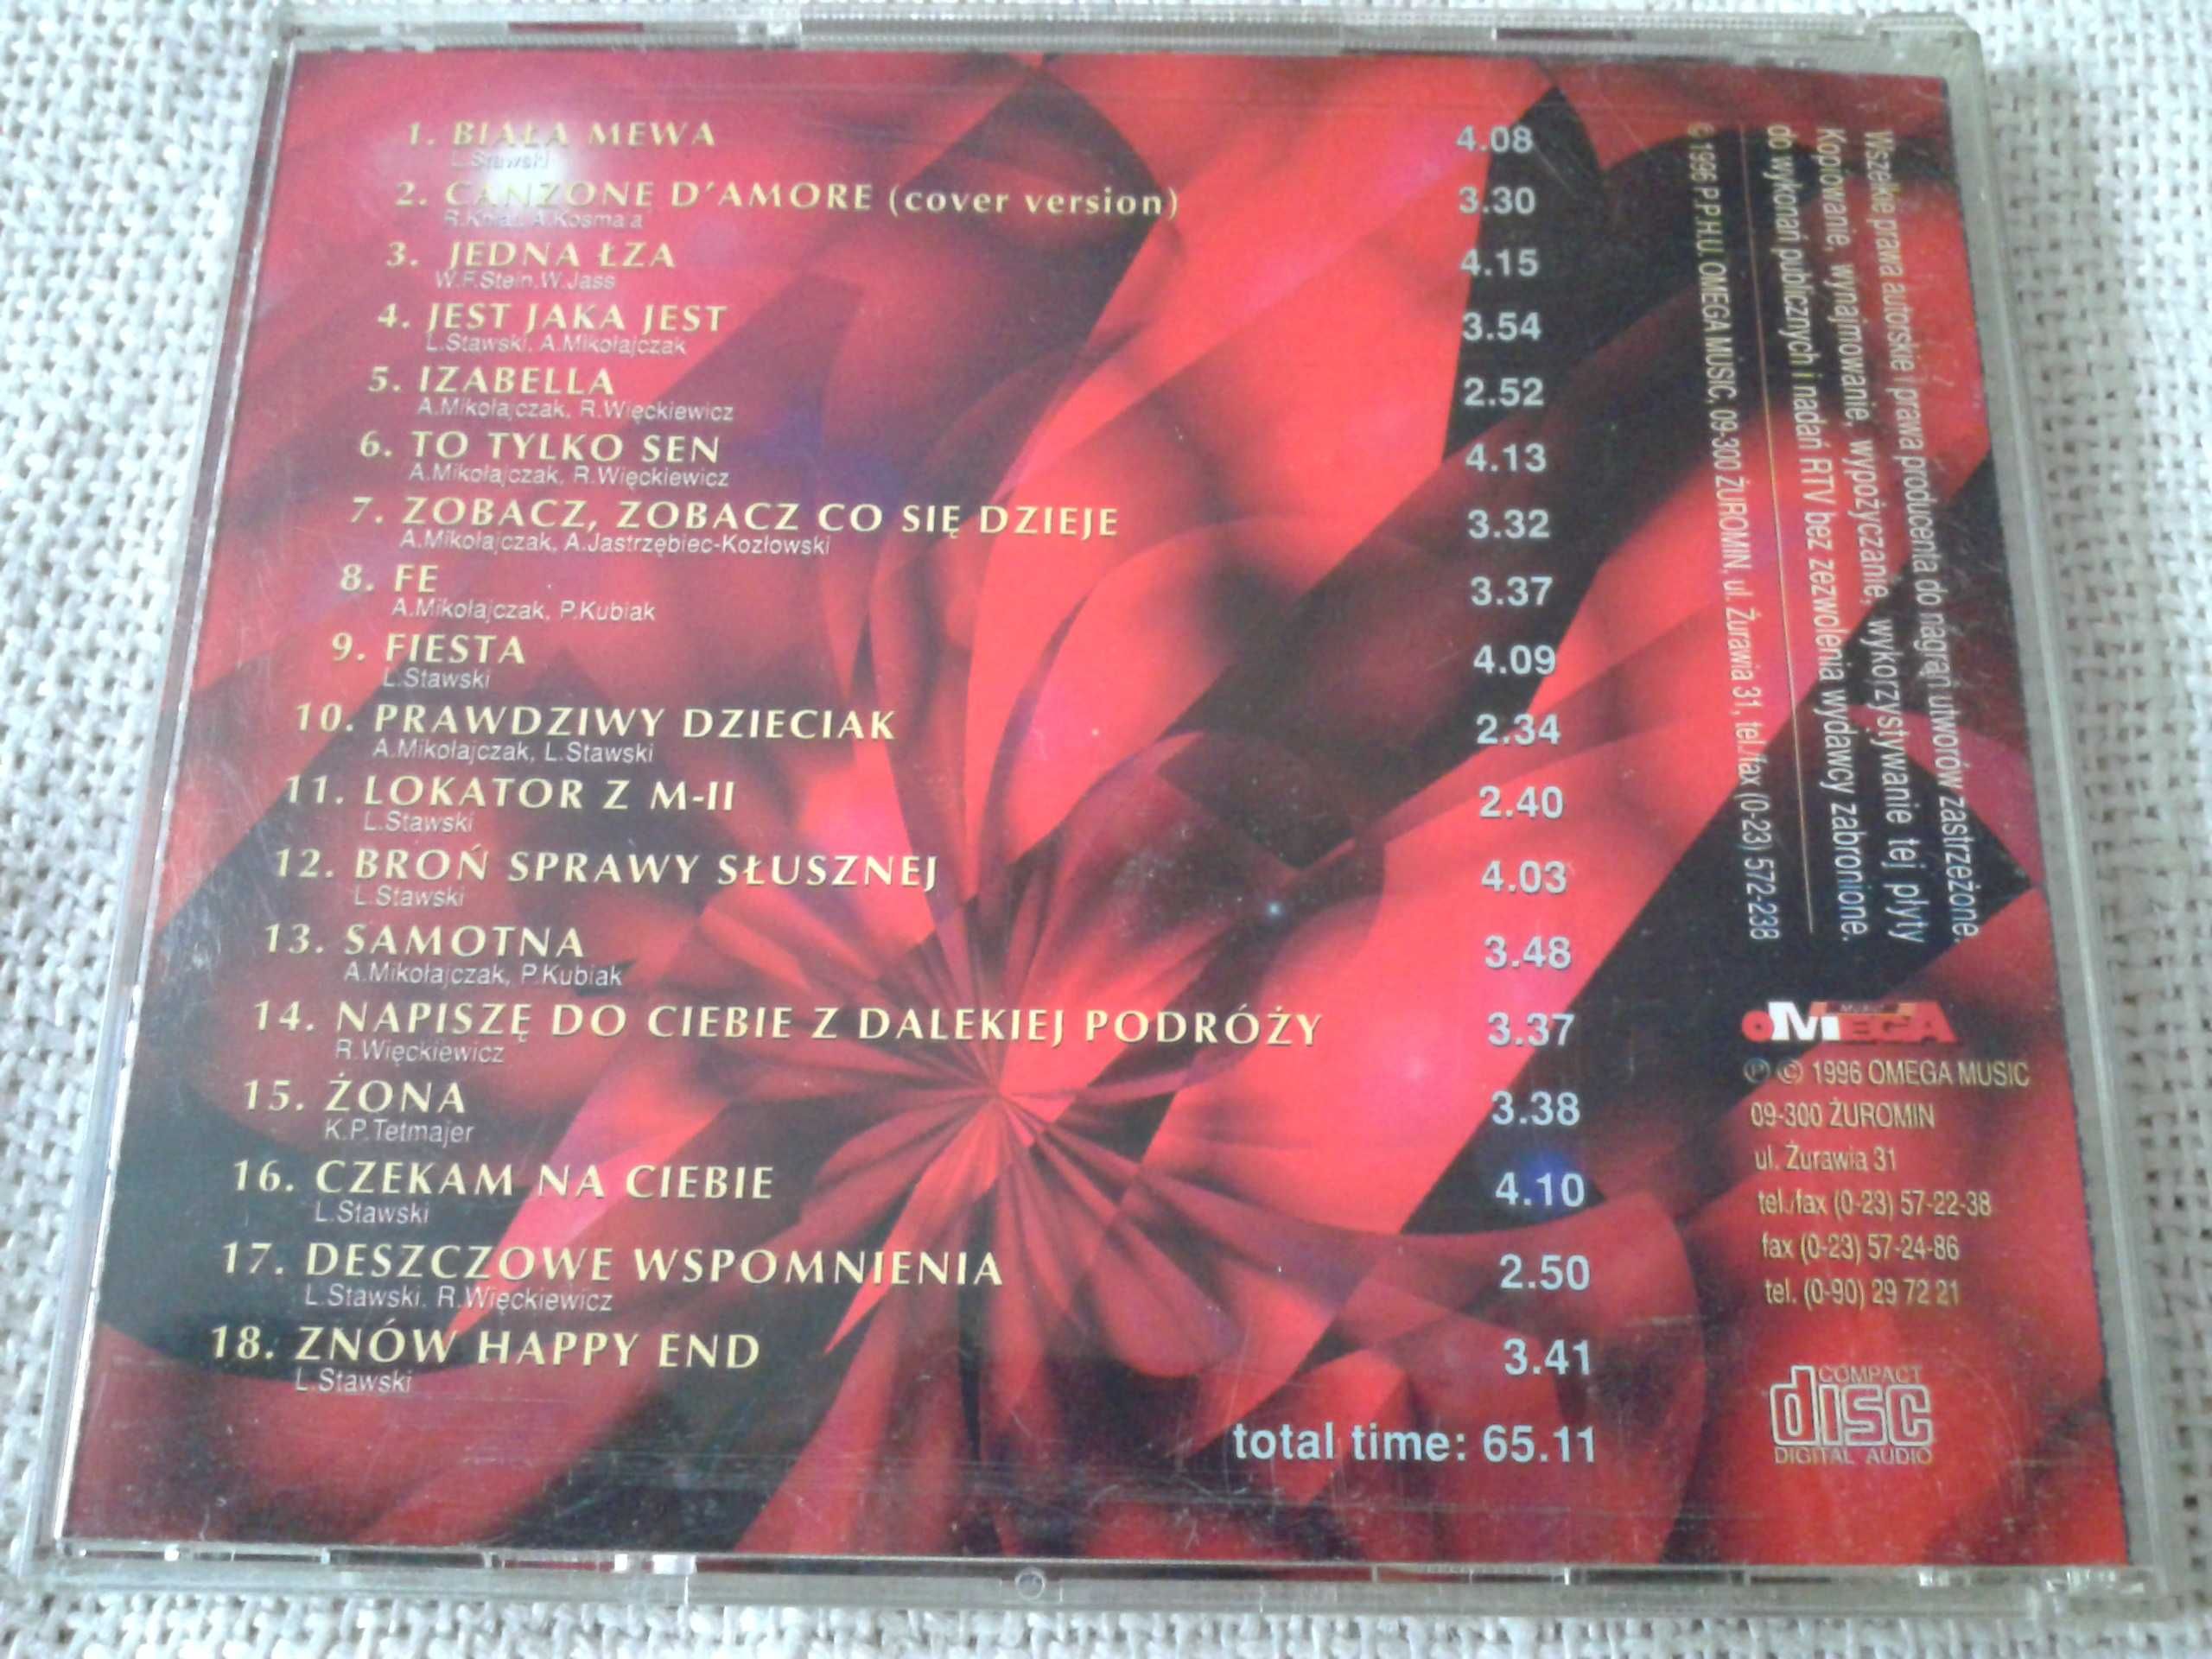 1. BIAŁA MEWA 4.08
L.Stawski
2. CANZONE D'AMORE (cover version) 3.30
A.Kosmala
3. JEDNA ŁZA 4.15
W.F.Stein, W.Jass
4. JEST JAKA JEST 3.54
L.Stawski, A.Mikołajczak
5. IZABELLA 2.52
A.Mikołajczak, R.Więckiewicz
6. TO TYLKO SEN 4.13
A.Mikołajczak, R.Więckiewicz
7. ZOBACZ, ZOBACZ CO SIĘ DZIEJE 3.32
A.Mikołajczak, A.Jastrzębiec-Kozłowski
8. FE 3.37
A.Mikołajczak, P.Kubiak
9. FIESTA 4.09
L.Stawski
10. PRAWDZIWY DZIECIAK 2.34
A.Mikołajczak, L.Stawski
11. LOKATOR Z M-II 2.40
L.Stawski
12. BROŃ SPRAWY SŁUSZNEJ 4.03
L.Stawski
13. SAMOTNA 3.48
A.Mikołajczak, P.Kubiak
14. NAPISZĘ DO CIEBIE Z DALEKIEJ PODRÓŻY 3.37
R.Więckiewicz
15. ŻONA 3.38
K.P.Tetmajer
16. CZEKAM NA CIEBIE 4.10
L.Stawski
17. DESZCZOWE WSPOMNIENIA 2.50
L.Stawski, R.Więckiewicz
18. ZNÓW HAPPY END 3.41
L.Stawski
total time: 65.11
Wszelkie prawa autorskie i prawa producenta do nagrań utworów zastrzeżone.
Kopiowanie, wynajmowanie, wypożyczanie, wykorzystywanie tej płyty
do wykonań publicznych i nadań RTV bez zezwolenia wydawcy zabronione.
© 1996 P.P.H.U. OMEGA MUSIC, 09-300 ŻUROMIN, ul. Żurawia 31, tel./fax (0-23) 572-238
OMEGA
MUSIC
℗ © 1996 OMEGA MUSIC
09-300 ŻUROMIN
ul. Żurawia 31
tel./fax (0-23) 57-22-38
fax (0-23) 57-24-86
tel. (0-90) 29 72 21
COMPACT
disc
DIGITAL AUDIO